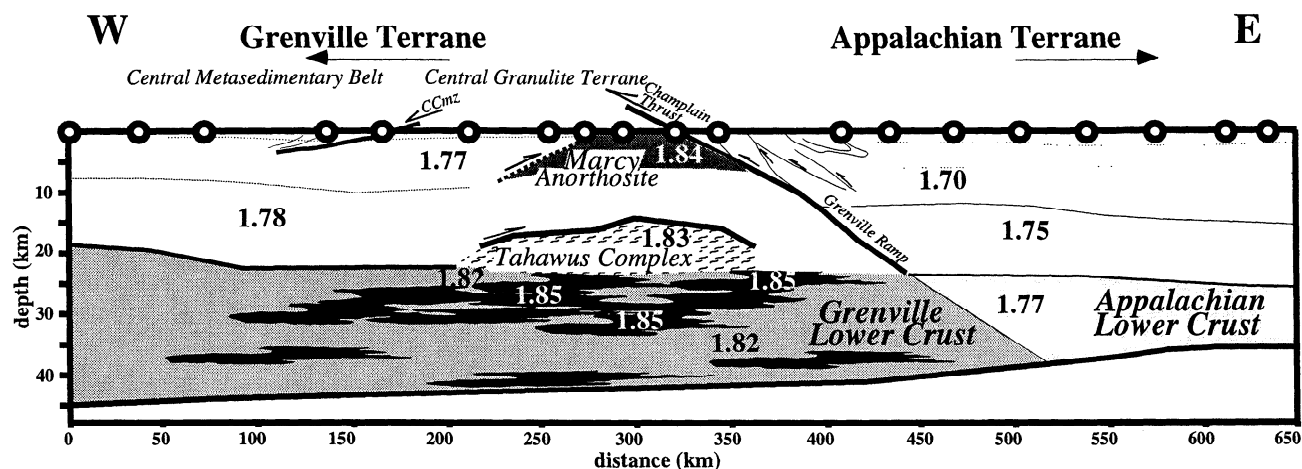 W
E
Grenville Terrane
Appalachian Terrane
Central Metasedimentary Belt
Central Granulite Terrane
CCmz
Champlain
Thrust
1.77
Marcy
1.84
Anorthosite
1.70
1.78
1.75
Grenville Ramp
1.83
Tahawus Complex
1.82
1.85
1.85
1.85
1.82
Grenville
Lower Crust
1.77
Appalachian
Lower Crust
10
20
30
40
depth (km)
0
50
100
150
200
250
300
350
400
450
500
550
600
650
distance (km)